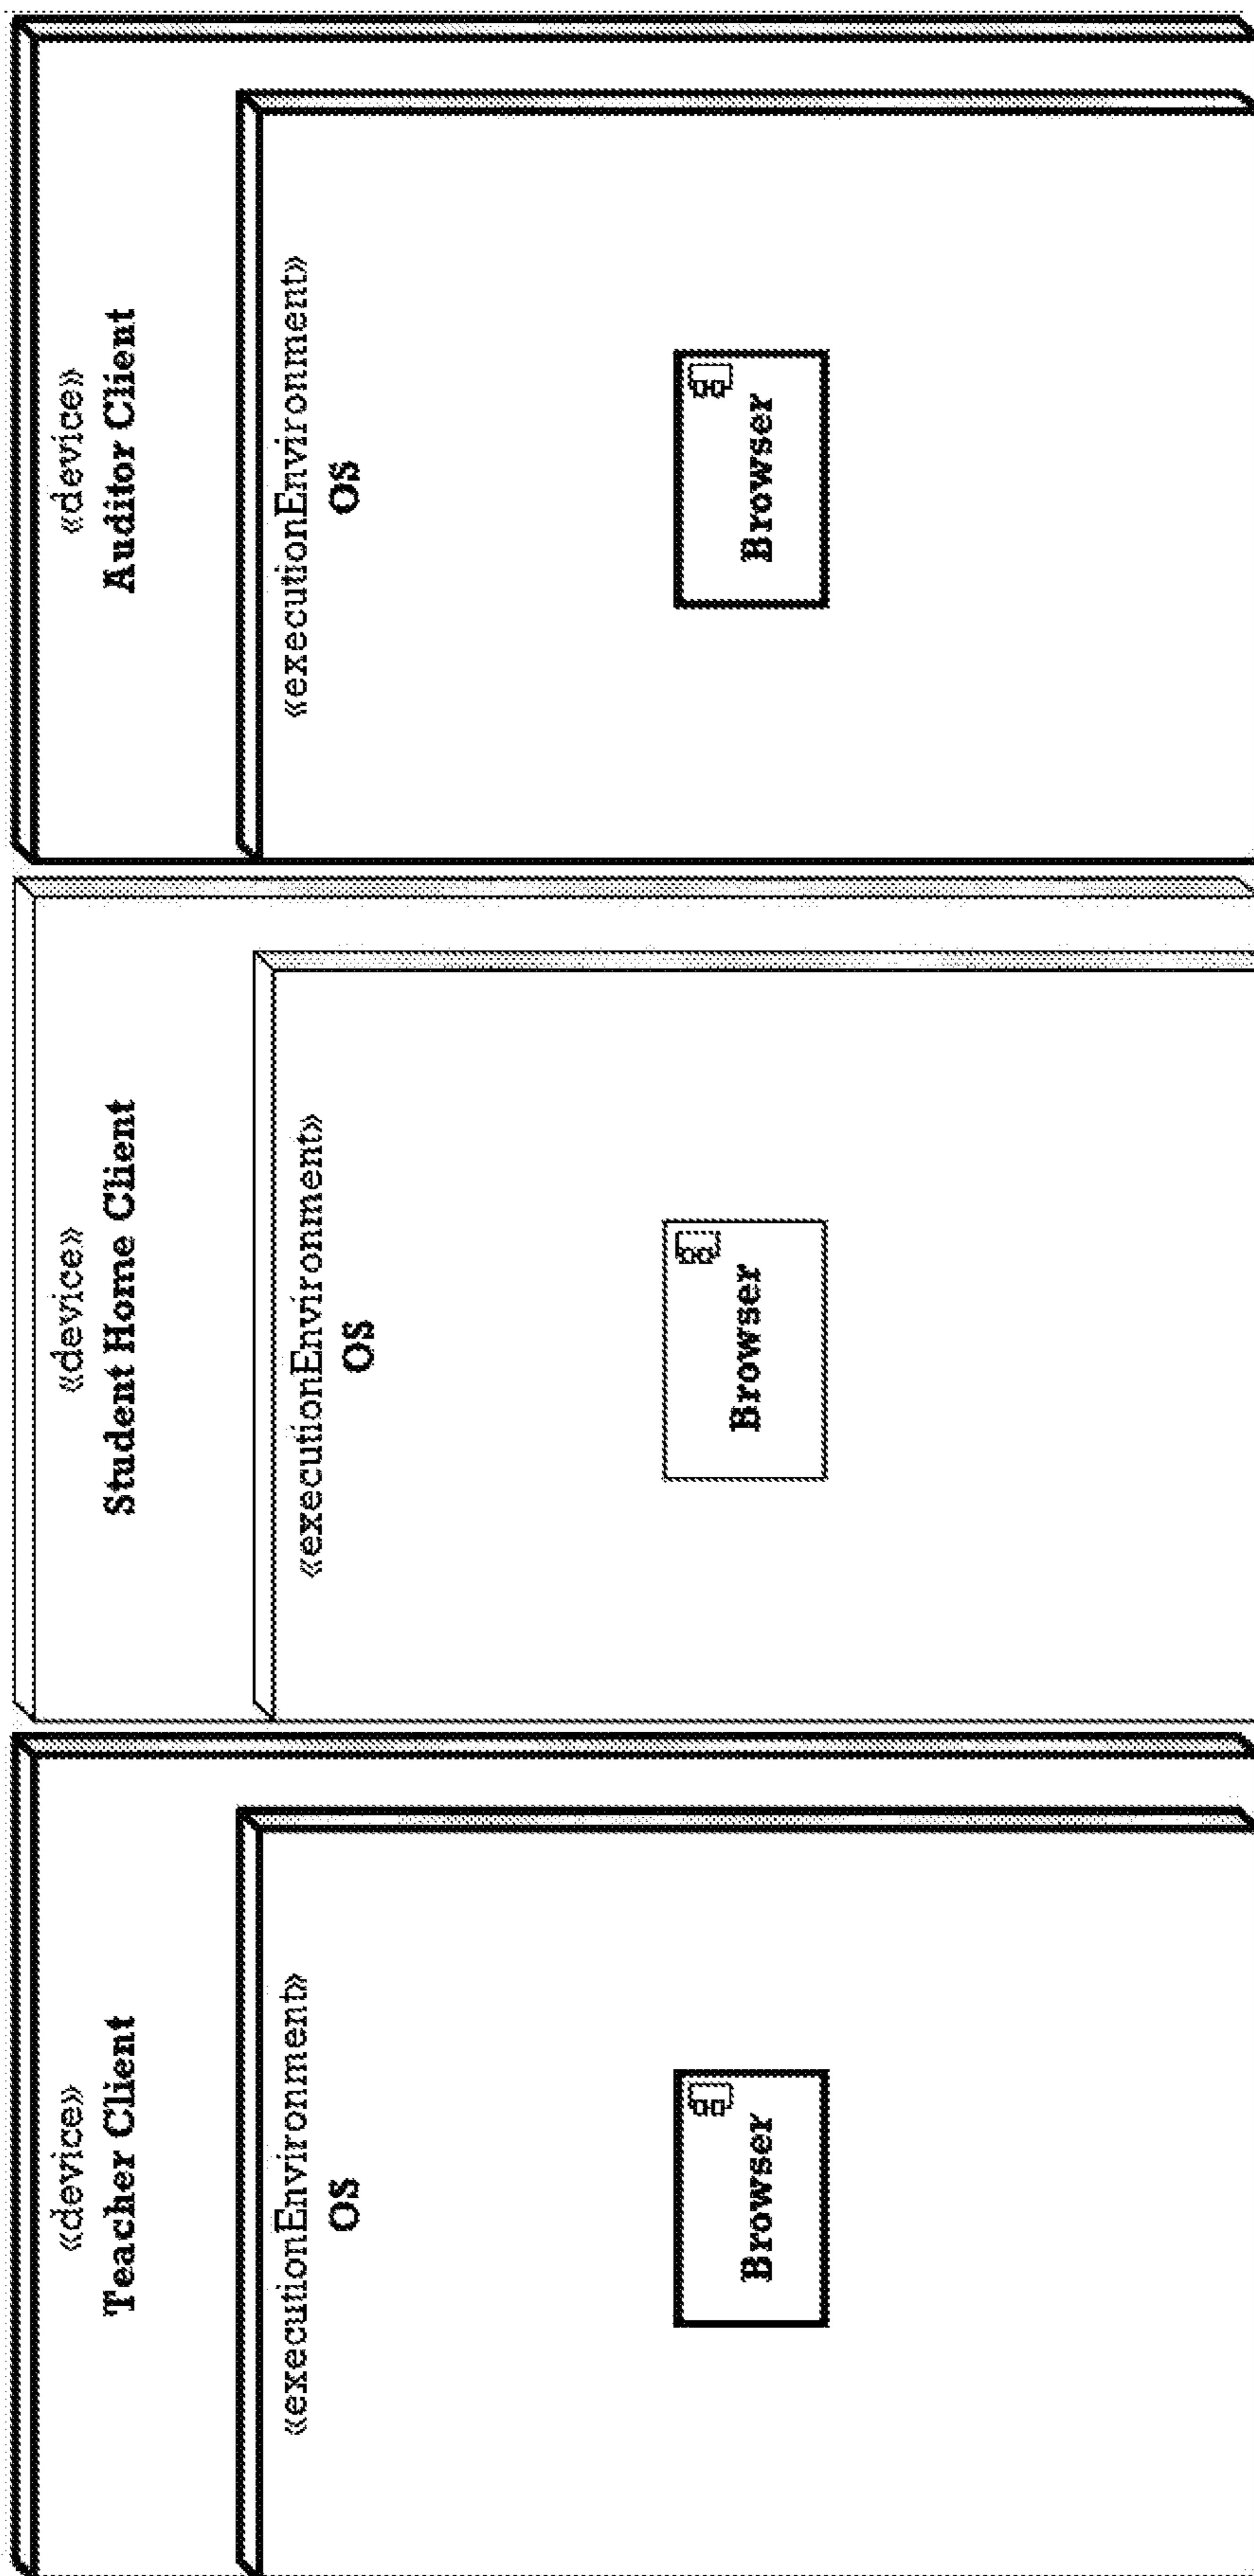 «device»
Teacher Client
«executionEnvironment»
OS
Browser
«device»
Student Home Client
«executionEnvironment»
OS
Browser
«device»
Auditor Client
«executionEnvironment»
OS
Browser